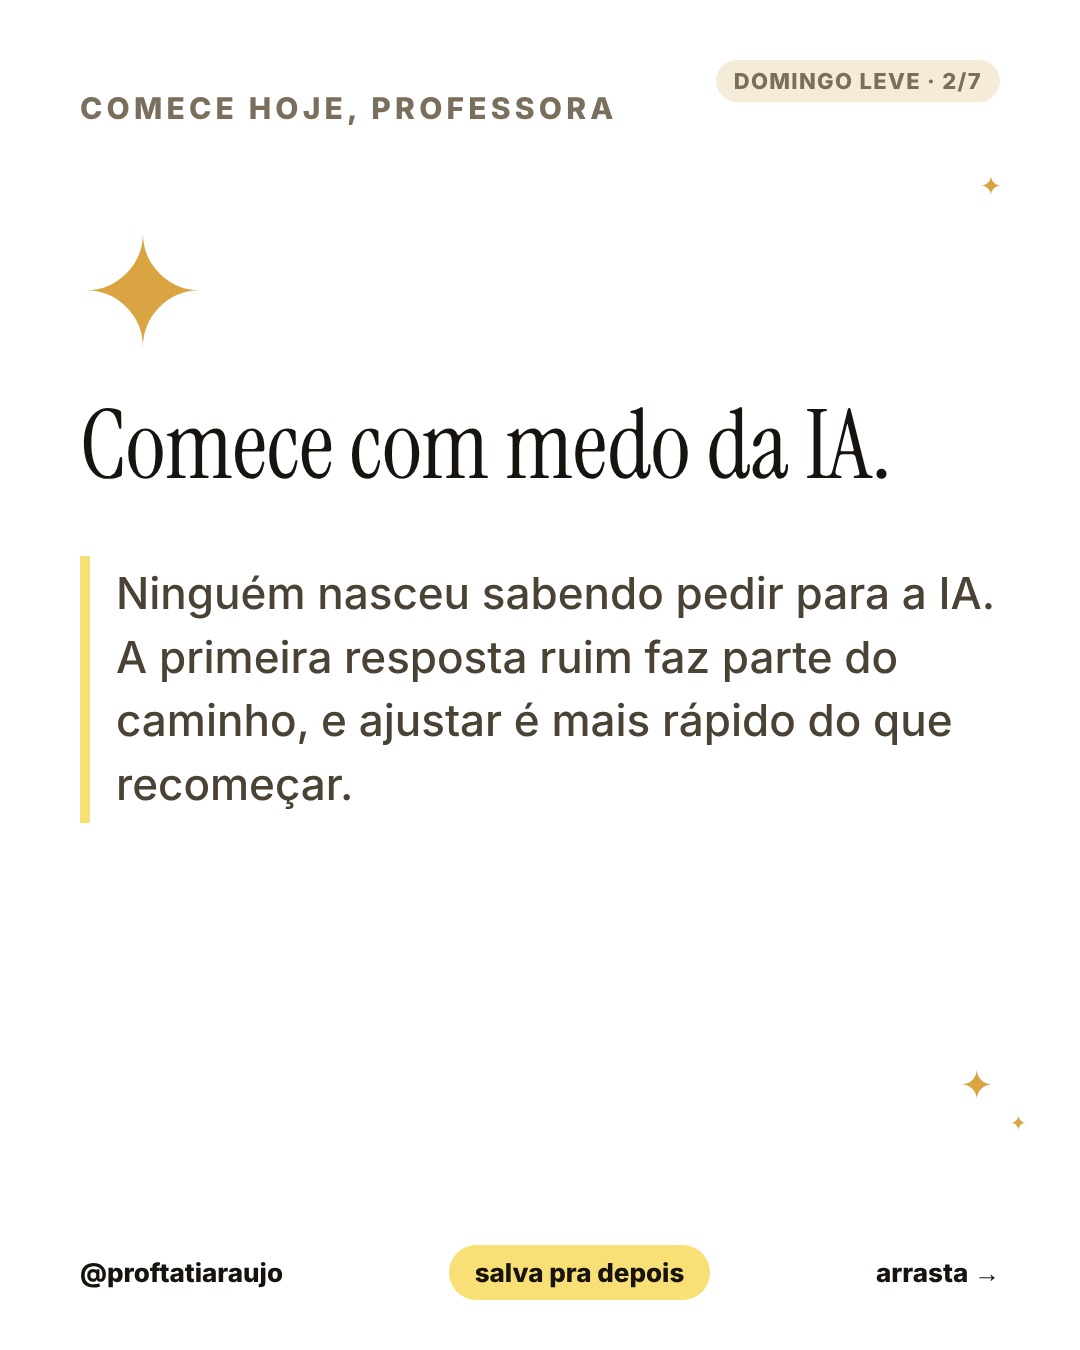 COMECE HOJE, PROFESSORA
DOMINGO LEVE · 2/7
Comece com medo da IA.
Ninguém nasceu sabendo pedir para a IA.
A primeira resposta ruim faz parte do
caminho, e ajustar é mais rápido do que
recomeçar.
@proftatiaraujo
salva pra depois
arrasta →